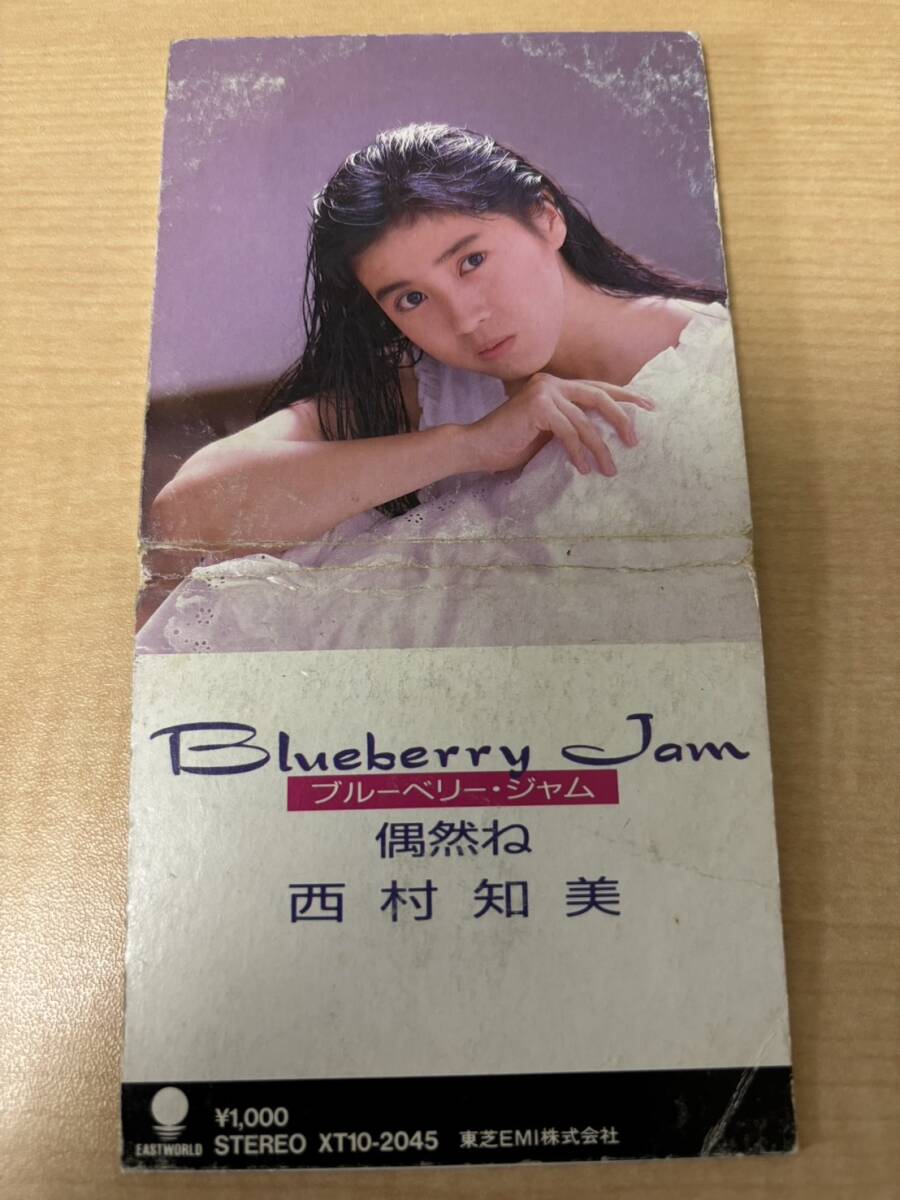 Blueberry Jam
ブルーベリー・ジャム
偶然ね
西村知美
¥1,000
EASTWORLD STEREO XT10-2045 東芝EMI株式会社